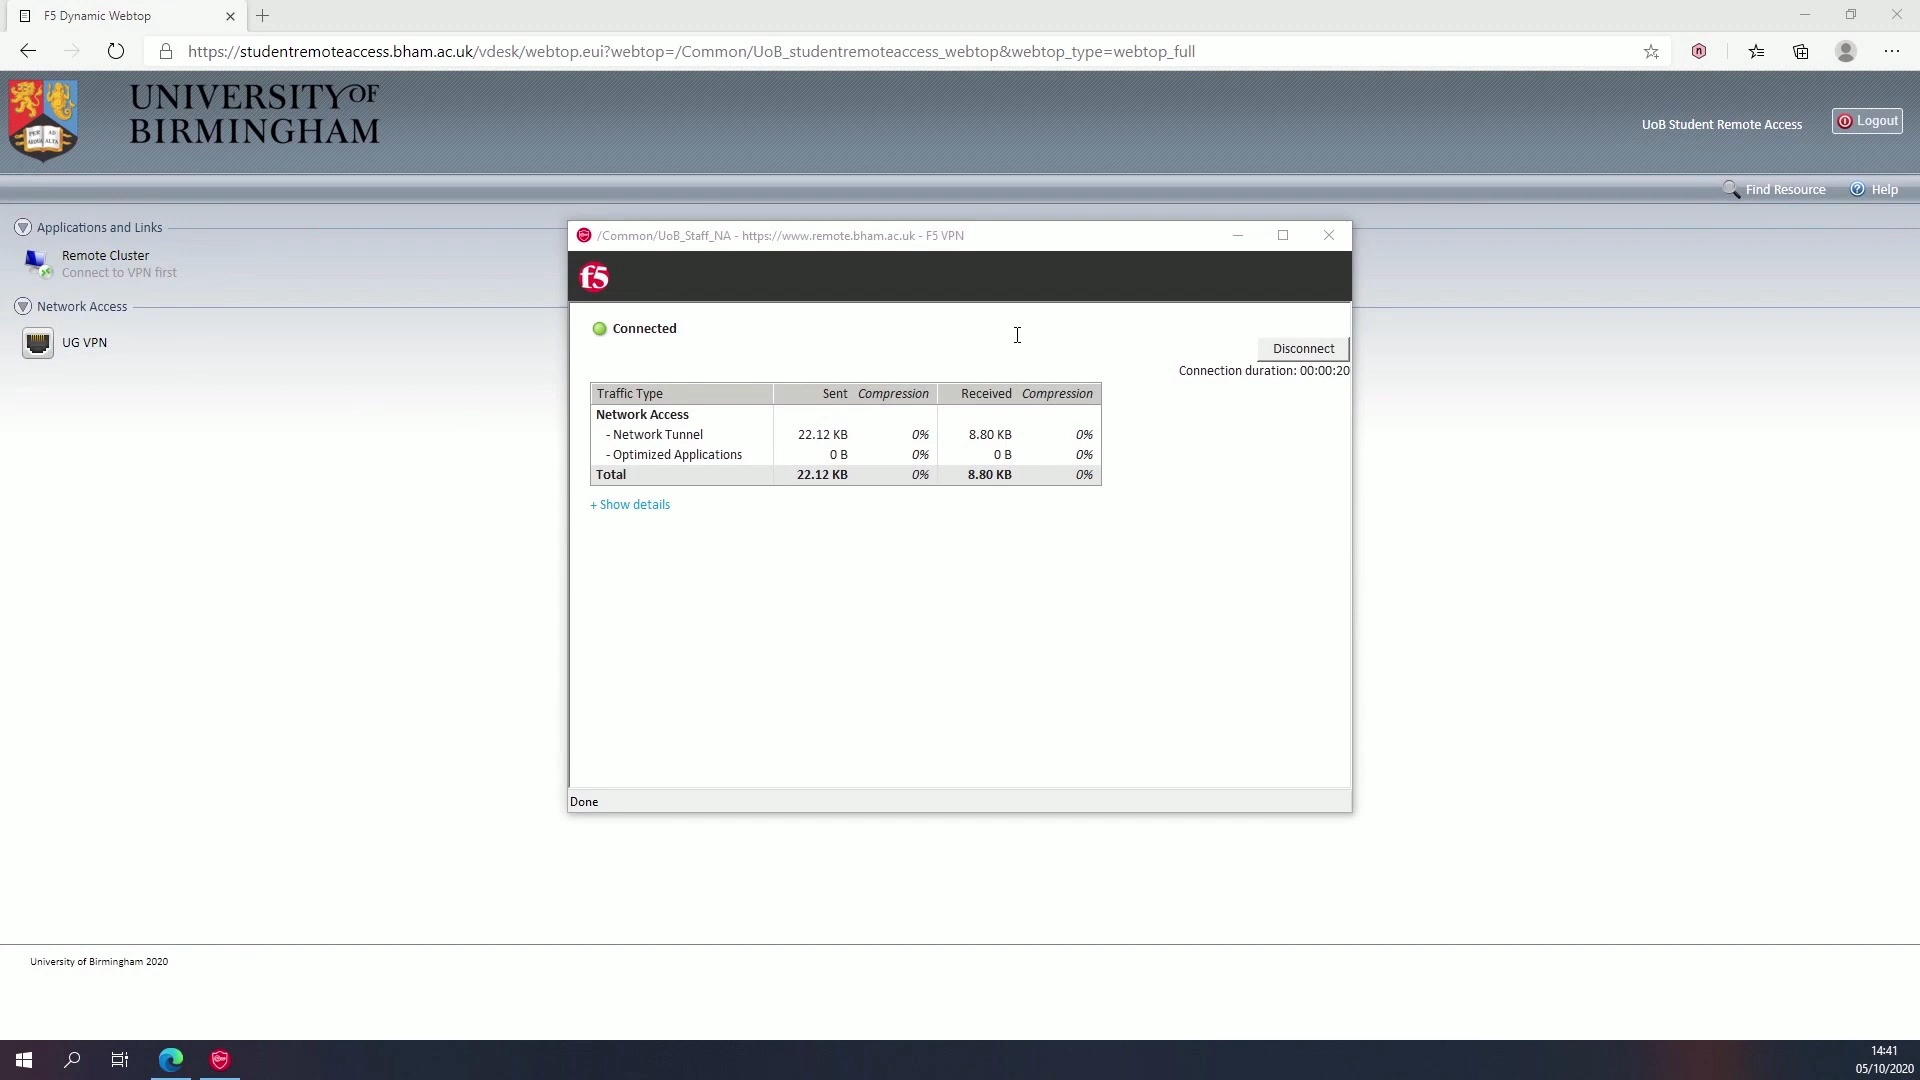 F5 Dynamic Webtop
https://studentremoteaccess.bham.ac.uk/vdesk/webtop.eui?webtop=/Common/UoB_studentremoteaccess_webtop&webtop_type=webtop_full
UNIVERSITY OF
BIRMINGHAM
PER AD
ARDUA ALTA
UoB Student Remote Access
Logout
Find Resource
Help
Applications and Links
Remote Cluster
Connect to VPN first
Network Access
UG VPN
/Common/UoB_Staff_NA - https://www.remote.bham.ac.uk - F5 VPN
f5
Connected
Disconnect
Connection duration: 00:00:20
Traffic Type Sent Compression Received Compression
Network Access
- Network Tunnel 22.12 KB 0% 8.80 KB 0%
- Optimized Applications 0 B 0% 0 B 0%
Total 22.12 KB 0% 8.80 KB 0%
+ Show details
Done
University of Birmingham 2020
14:41
05/10/2020